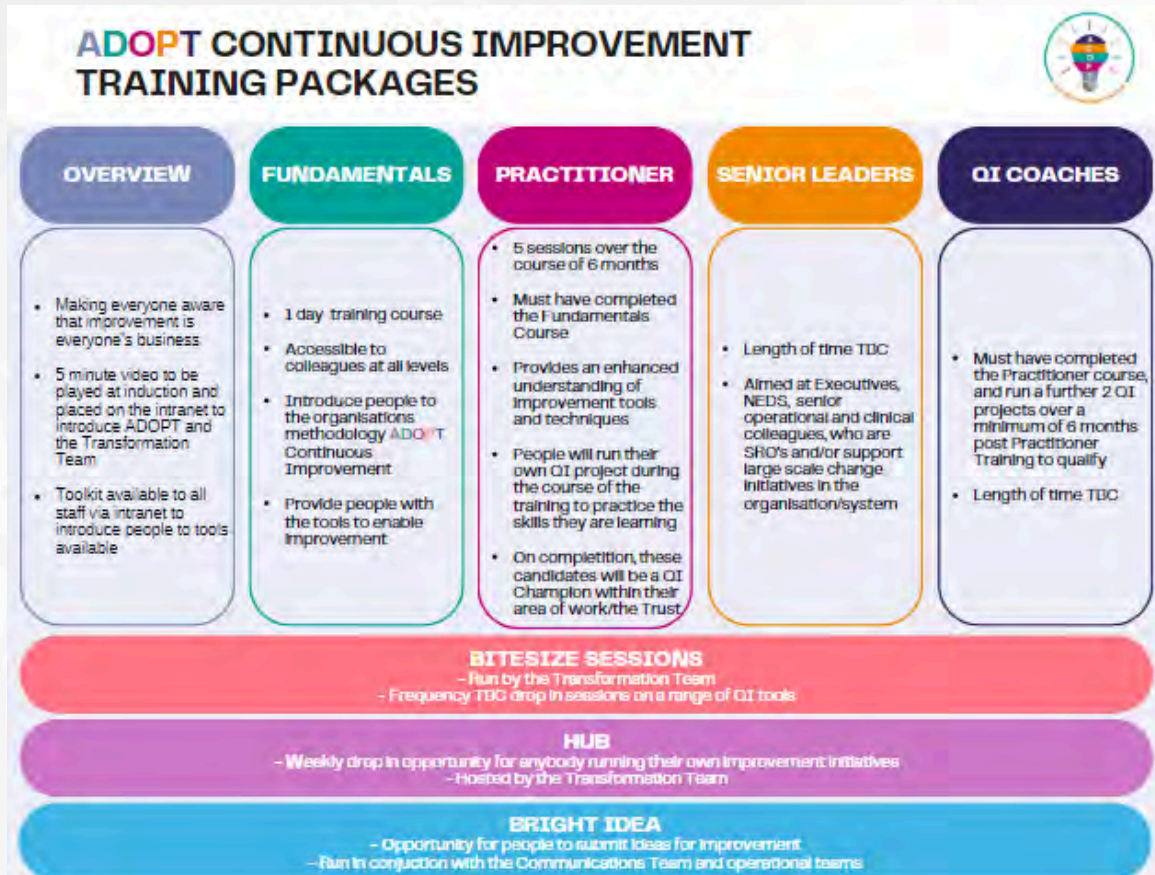 ADOPT CONTINUOUS IMPROVEMENT
TRAINING PACKAGES
OVERVIEW
• Making everyone aware
that improvement is
everyone's business
• 5 minute video to be
played at induction and
placed on the intranet to
introduce ADOPT and
the Transformation
Team
• Toolkit available to all
staff via intranet to
introduce people to tools
available
FUNDAMENTALS
• 1 day training course
• Accessible to
colleagues at all levels
• Introduce people to
the organisations
methodology ADOPT
Continuous
Improvement
• Provide people with
the tools to enable
improvement
PRACTITIONER
• 5 sessions over the
course of 6 months
• Must have completed
the Fundamentals
Course
• Provides an enhanced
understanding of
improvement tools
and techniques
• People will run their
own QI project during
the course of the
training to practice the
skills they are learning
• On completition, these
candidates will be a QI
Champion within their
area of work/the Trust
SENIOR LEADERS
• Length of time TBC
• Aimed at Executives,
NEDS, senior
operational and clinical
colleagues, who are
SRO's and/or support
large scale change
initiatives in the
organisation/system
QI COACHES
• Must have completed
the Practitioner course,
and run a further 2 QI
projects over a
minimum of 6 months
post Practitioner
Training to qualify
• Length of time TBC
BITESIZE SESSIONS
- Run by the Transformation Team
- Frequency TBC drop in sessions on a range of QI tools
HUB
- Weekly drop in opportunity for anybody running their own improvement initiatives
- Hosted by the Transformation Team
BRIGHT IDEA
- Opportunity for people to submit ideas for improvement
- Run in conjuction with the Communications Team and operational teams